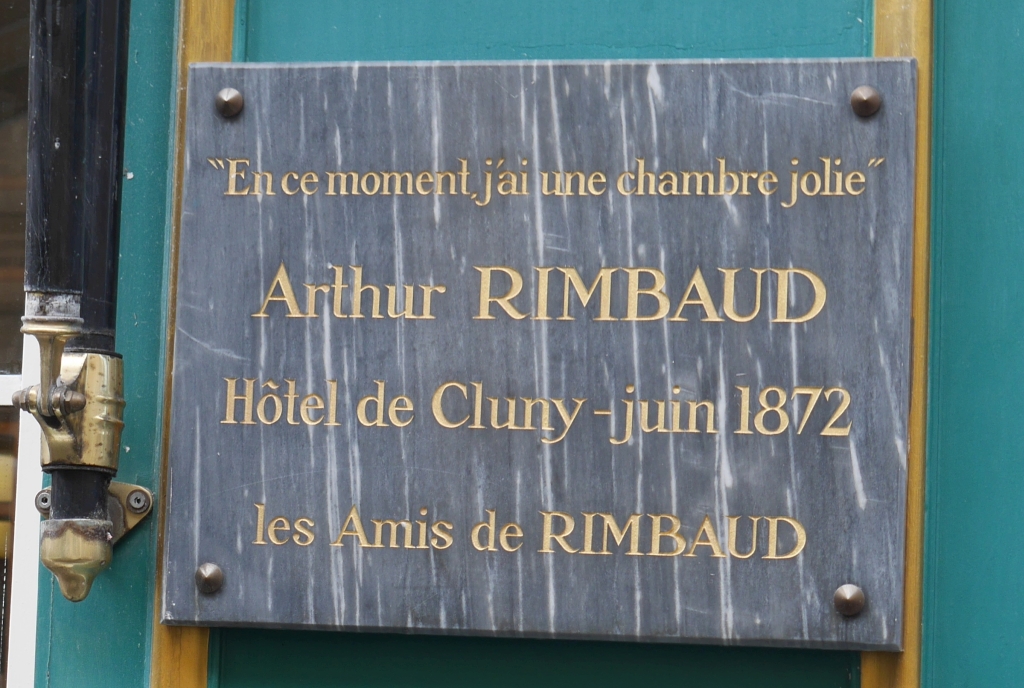 "En ce moment, j'ai une chambre jolie"
Arthur RIMBAUD
Hôtel de Cluny - juin 1872
les Amis de RIMBAUD